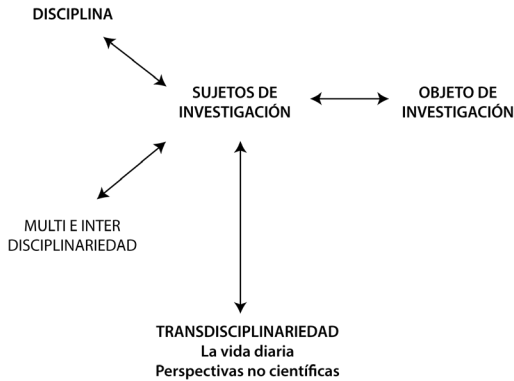 DISCIPLINA
SUJETOS DE
INVESTIGACIÓN
OBJETO DE
INVESTIGACIÓN
MULTI E INTER
DISCIPLINARIEDAD
TRANSDISCIPLINARIEDAD
La vida diaria
Perspectivas no científicas